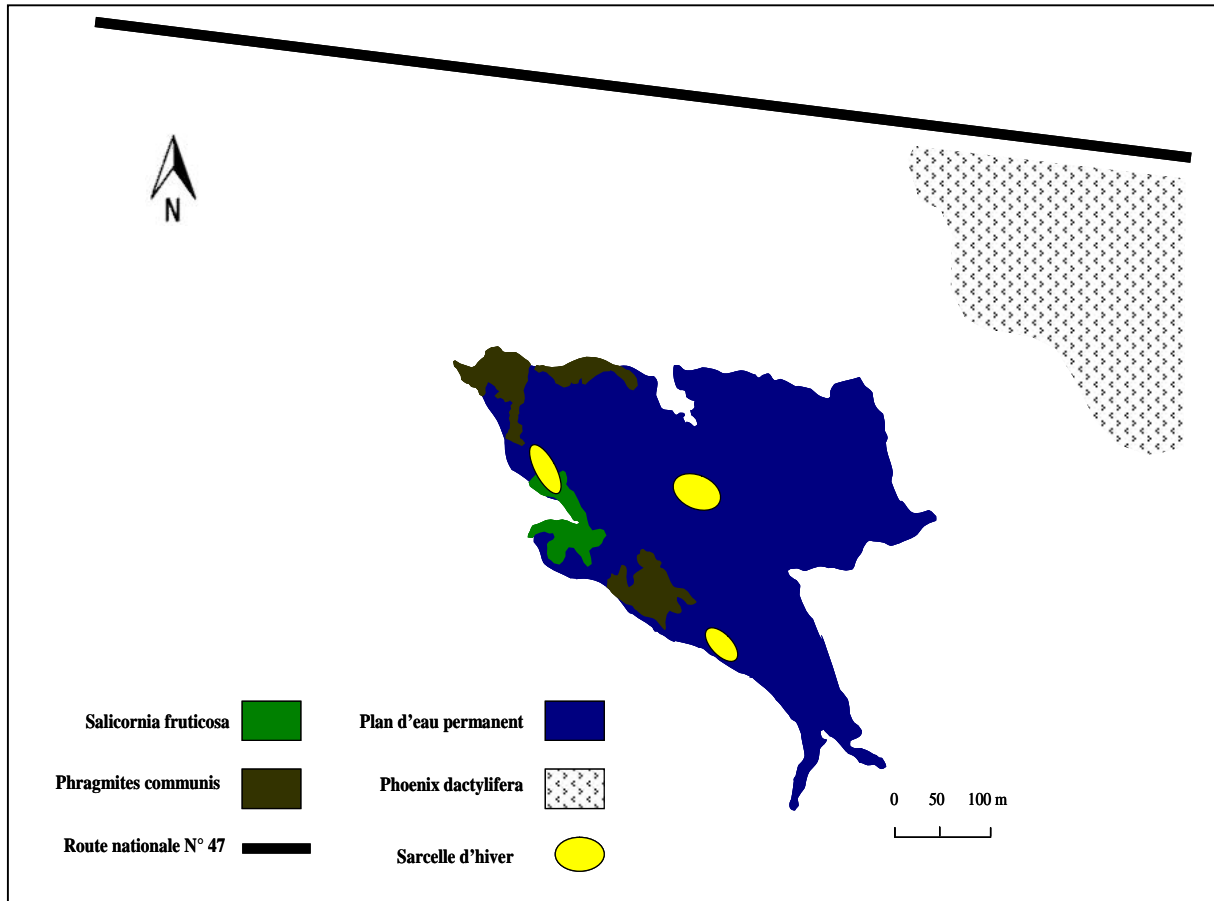 N
Salicornia fruticosa
Plan d'eau permanent
Phragmites communis
Phoenix dactylifera
0 50 100 m
Route nationale N° 47
Sarcelle d'hiver